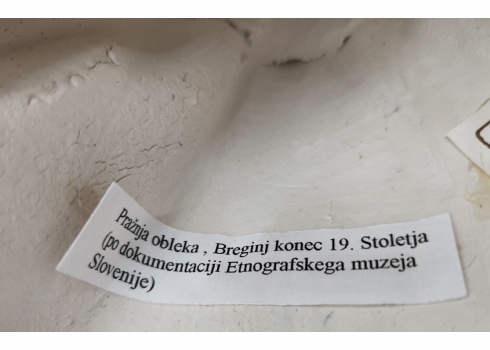 Pražnja obleka , Breginj konec 19. Stoletja
(po dokumentaciji Etnografskega muzeja
Slovenije)